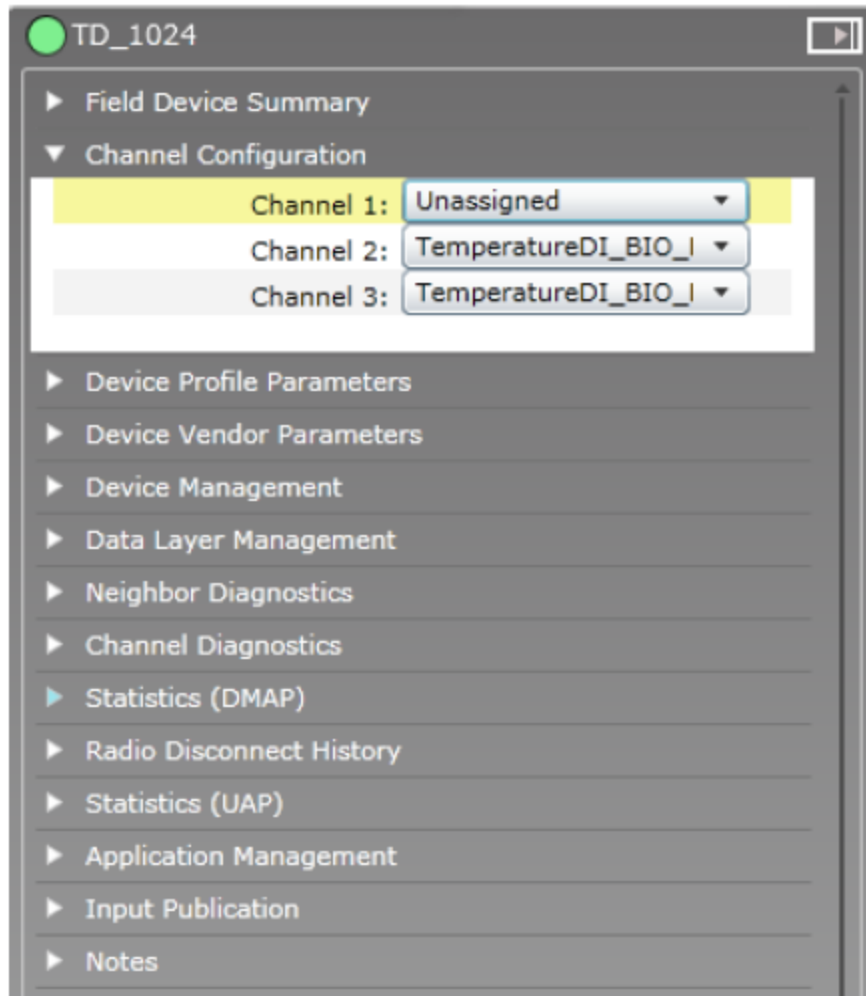 TD_1024
Field Device Summary
Channel Configuration
Channel 1: Unassigned
Channel 2: TemperatureDI_BIO_
Channel 3: TemperatureDI_BIO_
Device Profile Parameters
Device Vendor Parameters
Device Management
Data Layer Management
Neighbor Diagnostics
Channel Diagnostics
Statistics (DMAP)
Radio Disconnect History
Statistics (UAP)
Application Management
Input Publication
Notes